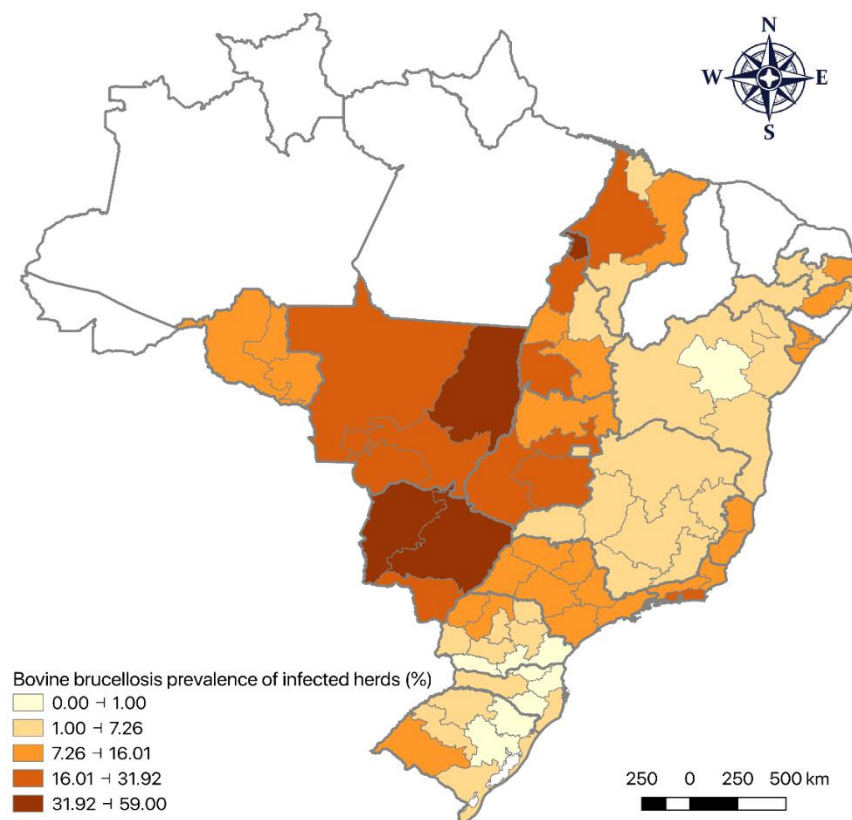 N
W E
S
Bovine brucellosis prevalence of infected herds (%)
0.00 ⊣ 1.00
1.00 ⊣ 7.26
7.26 ⊣ 16.01
16.01 ⊣ 31.92
31.92 ⊣ 59.00
250 0 250 500 km